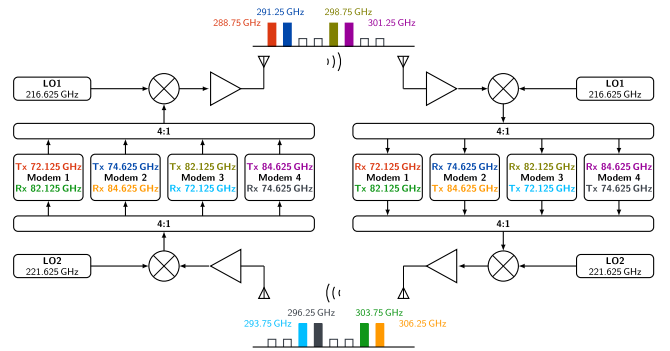 291.25 GHz 298.75 GHz
288.75 GHz 301.25 GHz
LO1
216.625 GHz
LO1
216.625 GHz
4:1
4:1
Tx 72.125 GHz
Modem 1
Rx 82.125 GHz
Tx 74.625 GHz
Modem 2
Rx 84.625 GHz
Tx 82.125 GHz
Modem 3
Rx 72.125 GHz
Tx 84.625 GHz
Modem 4
Rx 74.625 GHz
Rx 72.125 GHz
Modem 1
Tx 82.125 GHz
Rx 74.625 GHz
Modem 2
Tx 84.625 GHz
Rx 82.125 GHz
Modem 3
Tx 72.125 GHz
Rx 84.625 GHz
Modem 4
Tx 74.625 GHz
4:1
4:1
LO2
221.625 GHz
LO2
221.625 GHz
296.25 GHz 303.75 GHz
293.75 GHz 306.25 GHz